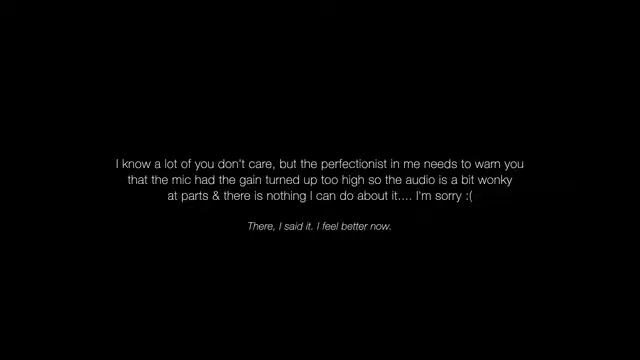 I know a lot of you don't care, but the perfectionist in me needs to warn you
that the mic had the gain turned up too high so the audio is a bit wonky
at parts & there is nothing I can do about it.... I'm sorry :(
There, I said it. I feel better now.